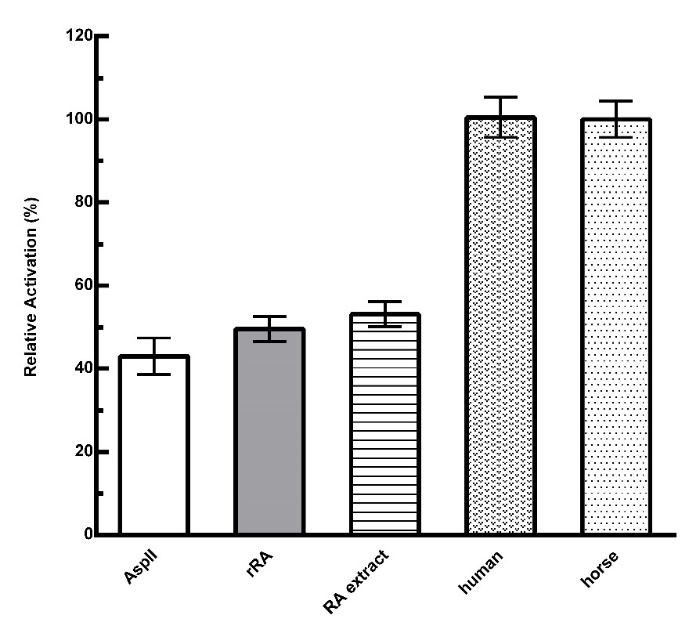 120
100
80
60
40
20
0
Relative Activation (%)
AspII
rRA
RA extract
human
horse